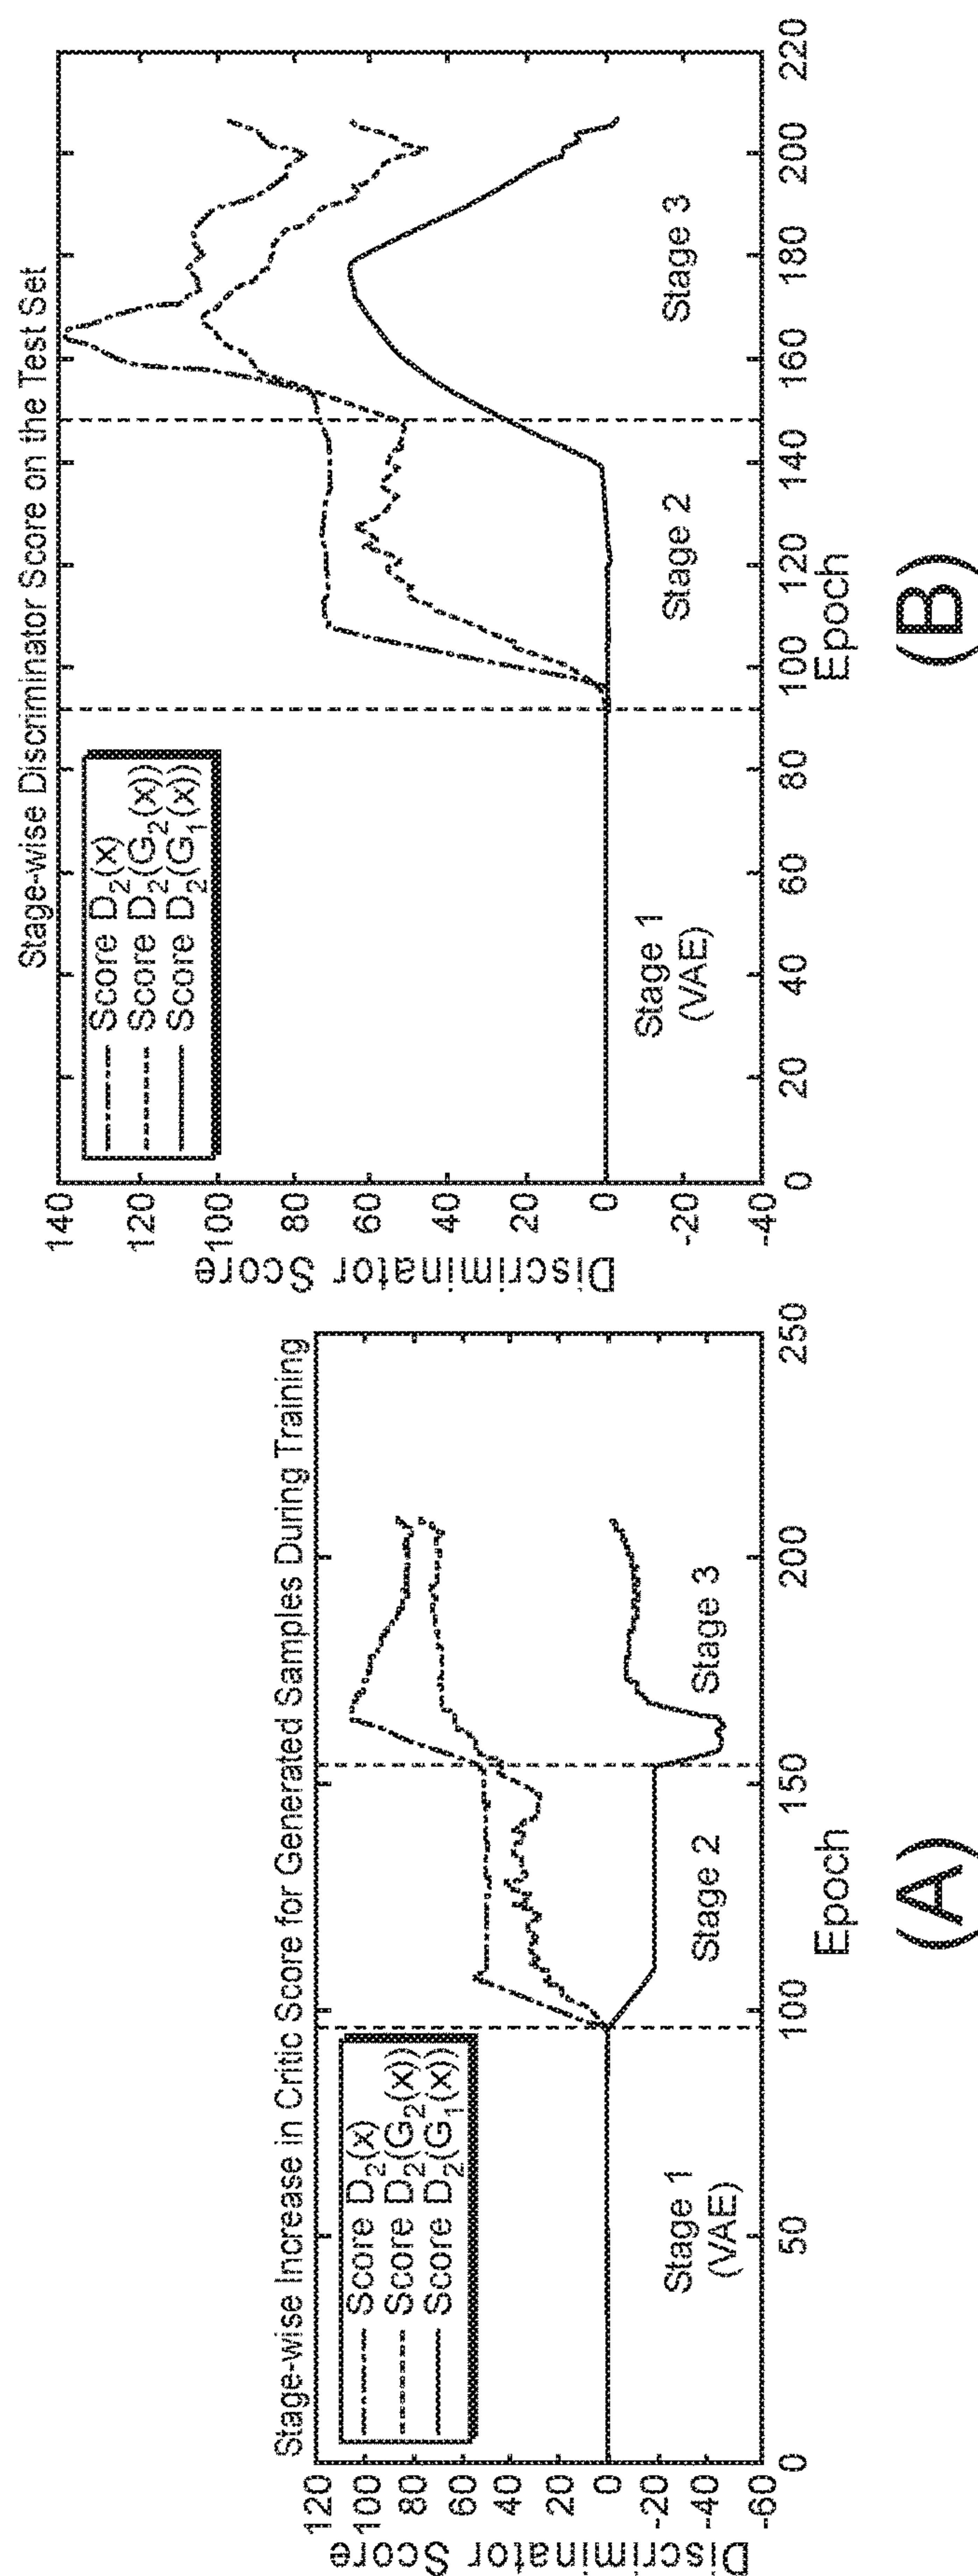 Stage-wise Increase in Critic Score for Generated Samples During Training
Discriminator Score
120
100
80
60
40
20
0
-20
-40
-60
Score D₂(x)
Score D₂(G₂(x))
Score D₂(G₁(x))
Stage 1
(VAE)
Stage 2
Stage 3
0
50
100
150
200
250
Epoch
(A)
Stage-wise Discriminator Score on the Test Set
Discriminator Score
140
120
100
80
60
40
20
0
-20
-40
Score D₂(x)
Score D₂(G₂(x))
Score D₂(G₁(x))
Stage 1
(VAE)
Stage 2
Stage 3
0
20
40
60
80
100
120
140
160
180
200
220
Epoch
(B)